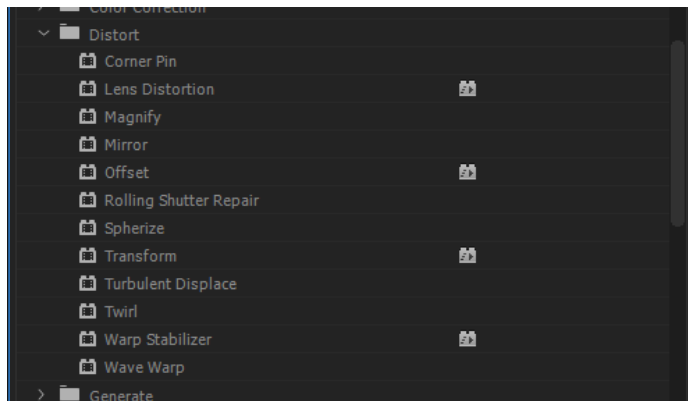 Color Correction
Distort
Corner Pin
Lens Distortion
Magnify
Mirror
Offset
Rolling Shutter Repair
Spherize
Transform
Turbulent Displace
Twirl
Warp Stabilizer
Wave Warp
Generate